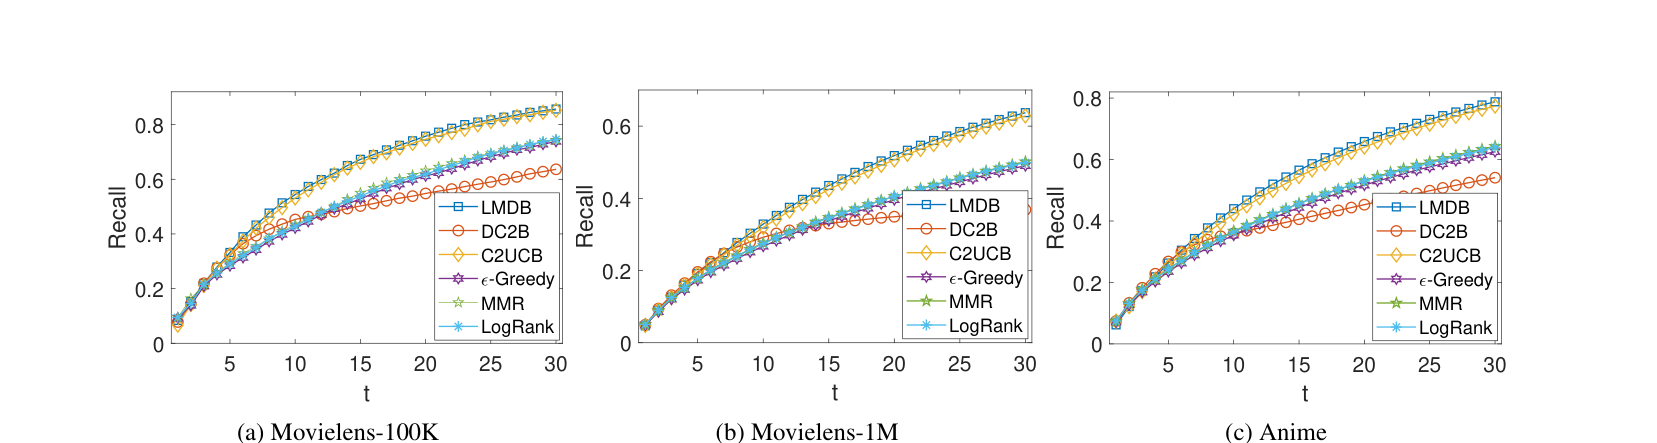 Recall
0.8
0.6
0.4
0.2
0
5 10 15 20 25 30
t
LMDB
DC2B
C2UCB
ϵ-Greedy
MMR
LogRank
(a) Movielens-100K
Recall
0.6
0.4
0.2
0
5 10 15 20 25 30
t
LMDB
DC2B
C2UCB
ϵ-Greedy
MMR
LogRank
(b) Movielens-1M
Recall
0.8
0.6
0.4
0.2
0
5 10 15 20 25 30
t
LMDB
DC2B
C2UCB
ϵ-Greedy
MMR
LogRank
(c) Anime